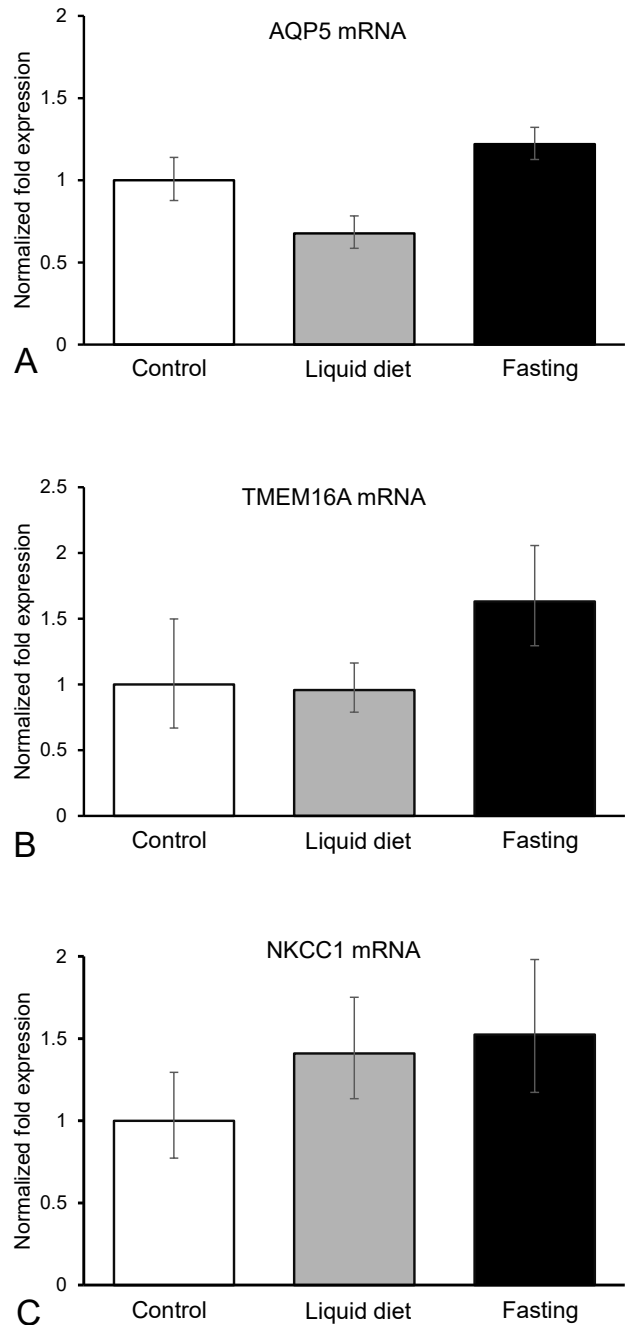 AQP5 mRNA
Normalized fold expression
2
1.5
1
0.5
0
Control
Liquid diet
Fasting
A
TMEM16A mRNA
Normalized fold expression
2.5
2
1.5
1
0.5
0
Control
Liquid diet
Fasting
B
NKCC1 mRNA
Normalized fold expression
2
1.5
1
0.5
0
Control
Liquid diet
Fasting
C